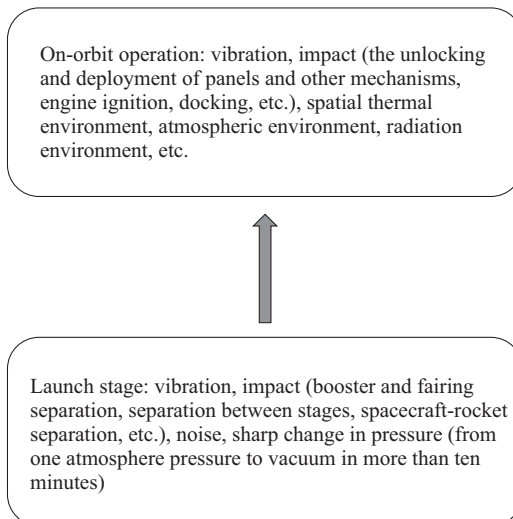 On-orbit operation: vibration, impact (the unlocking
and deployment of panels and other mechanisms,
engine ignition, docking, etc.), spatial thermal
environment, atmospheric environment, radiation
environment, etc.
Launch stage: vibration, impact (booster and fairing
separation, separation between stages, spacecraft-rocket
separation, etc.), noise, sharp change in pressure (from
one atmosphere pressure to vacuum in more than ten
minutes)